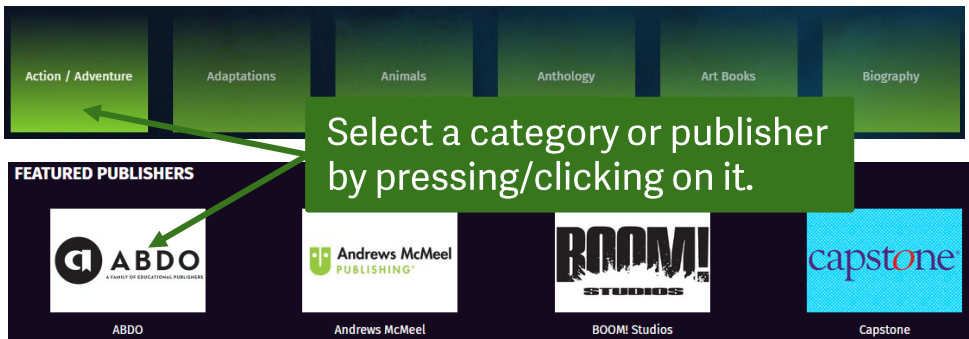 Action / Adventure
Adaptations
Animals
Anthology
Art Books
Biography
Select a category or publisher
by pressing/clicking on it.
FEATURED PUBLISHERS
a ABDO
A FAMILY OF EDUCATIONAL PUBLISHERS
Andrews McMeel
PUBLISHING®
BOOM!
STUDIOS
capstone®
ABDO
Andrews McMeel
BOOM! Studios
Capstone